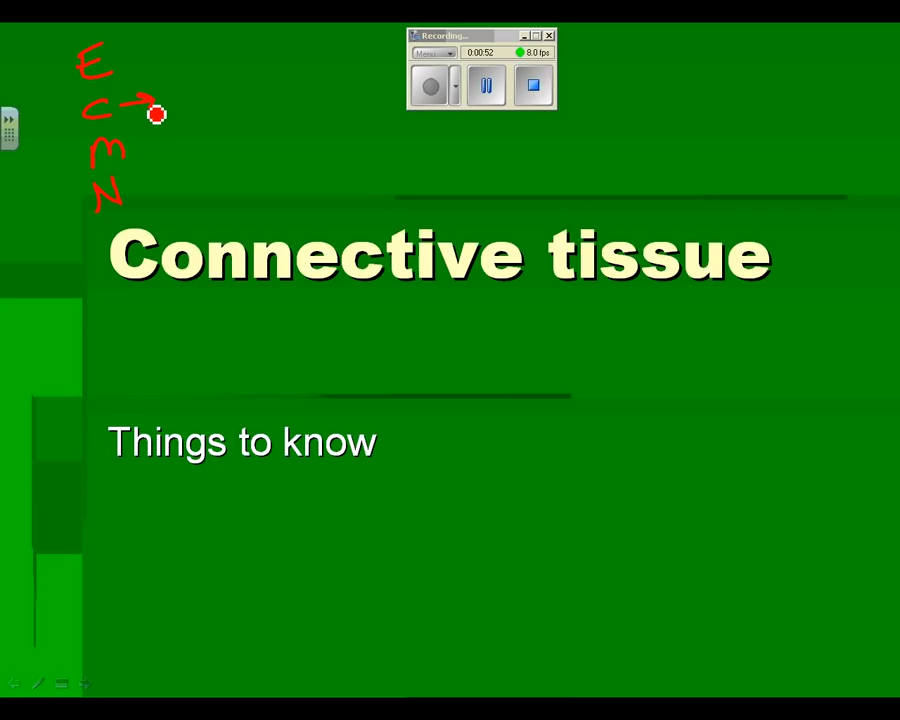 Recording...
Menu 0:00:52 8.0 fps
E
C →
m
N
Connective tissue
Things to know